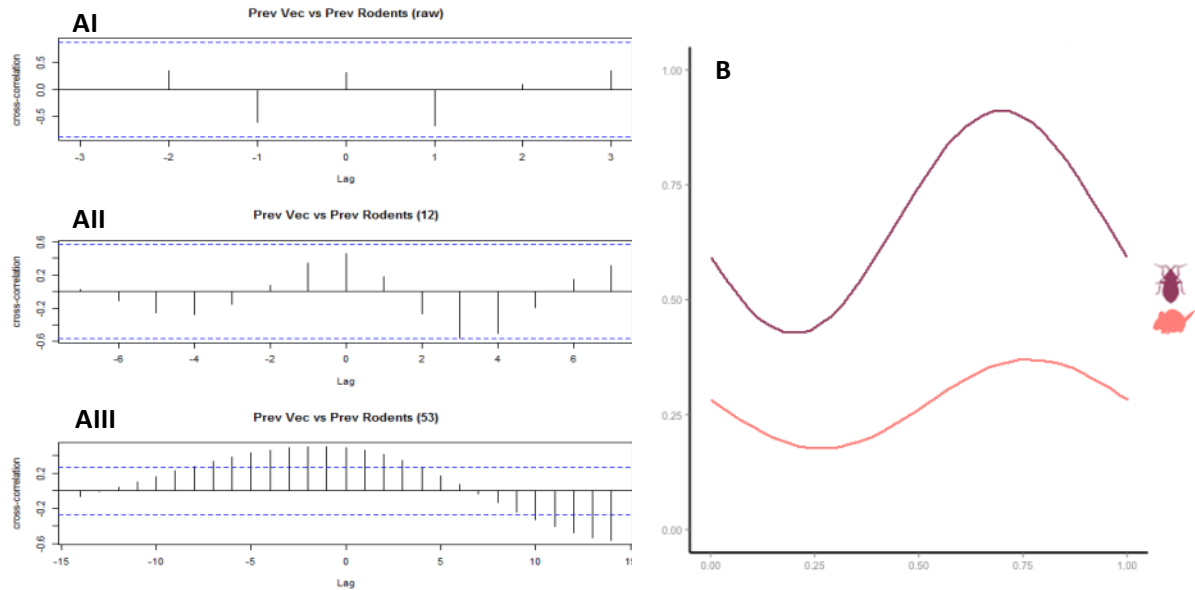 AI
Prev Vec vs Prev Rodents (raw)
cross-correlation
0.5
0.0
-0.5
-3 -2 -1 0 1 2 3
Lag
AII
Prev Vec vs Prev Rodents (12)
cross-correlation
0.6
0.2
-0.2
-0.6
-6 -4 -2 0 2 4 6
Lag
AIII
Prev Vec vs Prev Rodents (53)
cross-correlation
0.2
-0.2
-0.6
-15 -10 -5 0 5 10 15
Lag
B
1.00
0.75
0.50
0.25
0.00
0.00 0.25 0.50 0.75 1.00